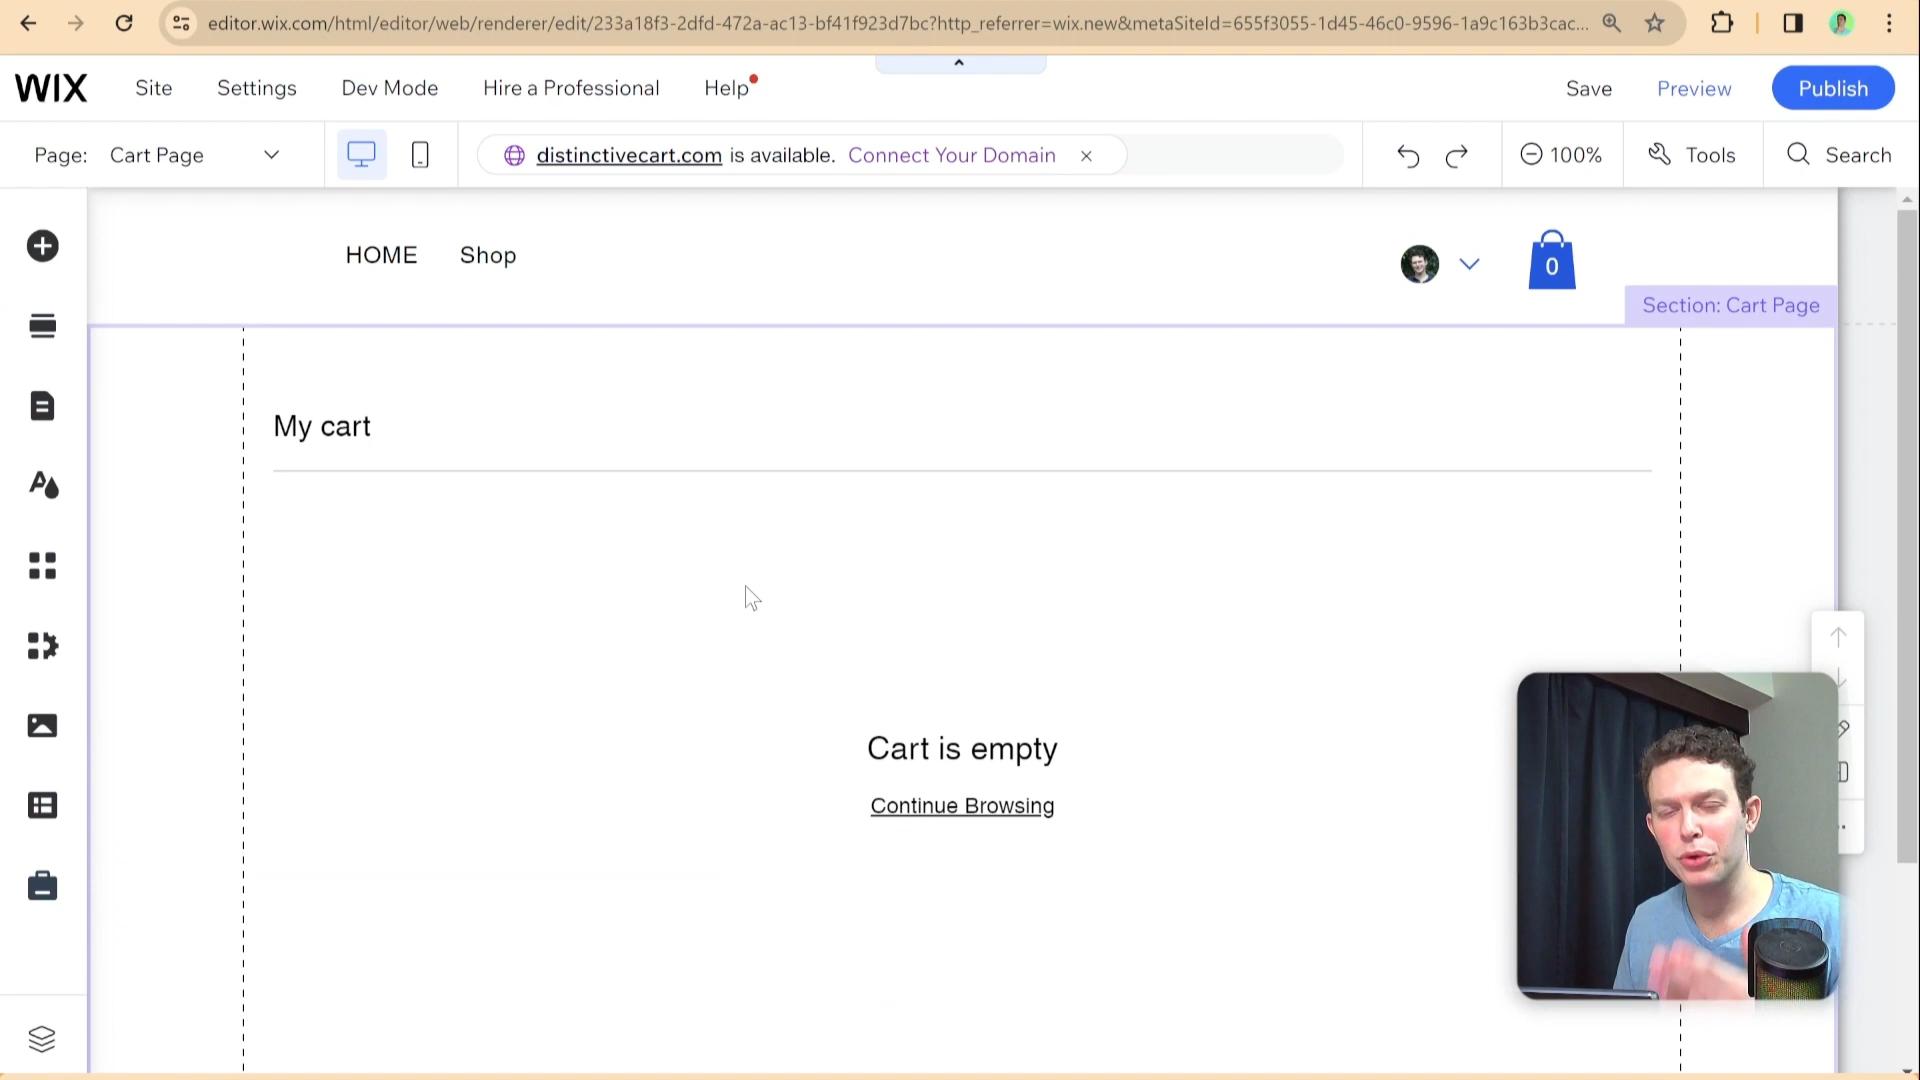 editor.wix.com/html/editor/web/renderer/edit/233a18f3-2dfd-472a-ac13-bf41f923d7bc?http_referrer=wix.new&metaSiteId=655f3055-1d45-46c0-9596-1a9c163b3cac...
WIX Site Settings Dev Mode Hire a Professional Help Save Preview Publish
Page: Cart Page distinctivecart.com is available. Connect Your Domain 100% Tools Search
HOME Shop 0
Section: Cart Page
My cart
Cart is empty
Continue Browsing